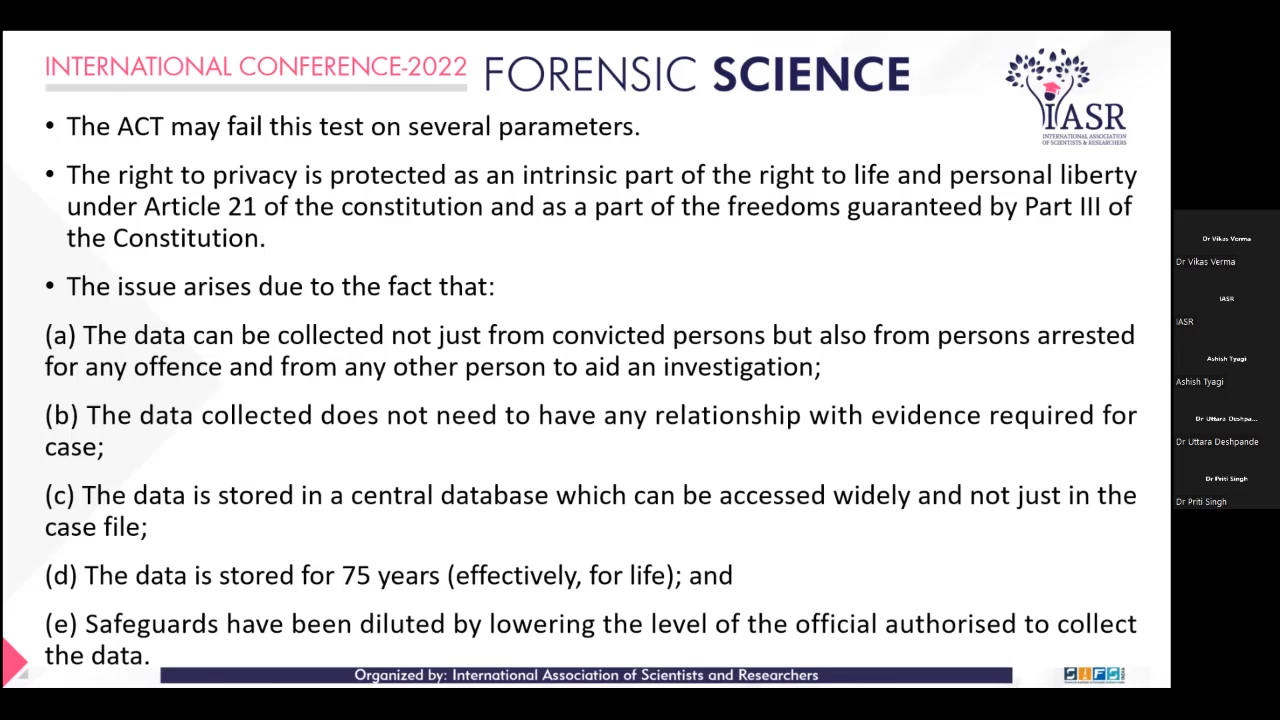 INTERNATIONAL CONFERENCE-2022 FORENSIC SCIENCE
IASR
INTERNATIONAL ASSOCIATION
OF SCIENTISTS & RESEARCHERS
• The ACT may fail this test on several parameters.
• The right to privacy is protected as an intrinsic part of the right to life and personal liberty
under Article 21 of the constitution and as a part of the freedoms guaranteed by Part III of
the Constitution.
• The issue arises due to the fact that:
(a) The data can be collected not just from convicted persons but also from persons arrested
for any offence and from any other person to aid an investigation;
(b) The data collected does not need to have any relationship with evidence required for
case;
(c) The data is stored in a central database which can be accessed widely and not just in the
case file;
(d) The data is stored for 75 years (effectively, for life); and
(e) Safeguards have been diluted by lowering the level of the official authorised to collect
the data.
Organized by: International Association of Scientists and Researchers
SIFS
Dr Vikas Verma
Dr Vikas Verma
IASR
IASR
Ashish Tyagi
Ashish Tyagi
Dr Uttara Deshpa...
Dr Uttara Deshpande
Dr Priti Singh
Dr Priti Singh